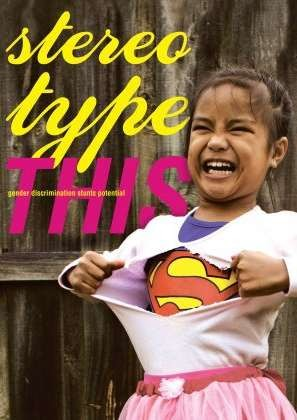 stereo
type
THIS
gender discrimination stunts potential
S